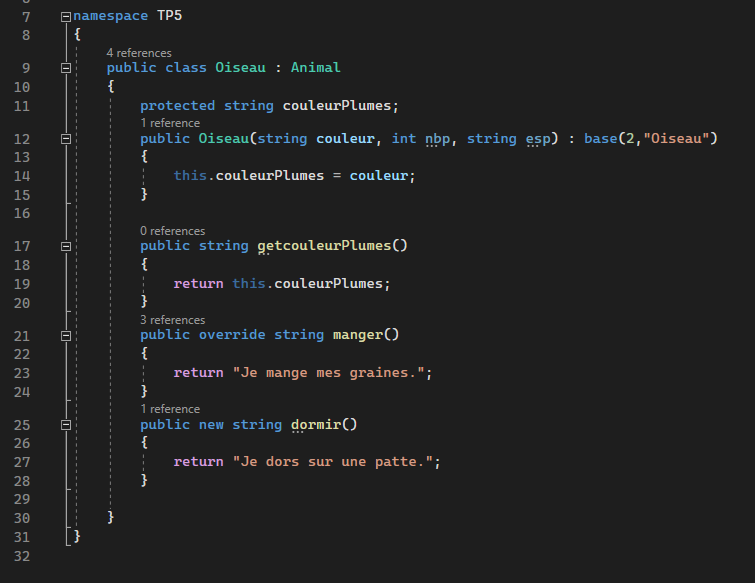 7 namespace TP5
8 {
4 references
9 public class Oiseau : Animal
10 {
11 protected string couleurPlumes;
1 reference
12 public Oiseau(string couleur, int nbp, string esp) : base(2,"Oiseau")
13 {
14 this.couleurPlumes = couleur;
15 }
16
0 references
17 public string getcouleurPlumes()
18 {
19 return this.couleurPlumes;
20 }
3 references
21 public override string manger()
22 {
23 return "Je mange mes graines.";
24 }
1 reference
25 public new string dormir()
26 {
27 return "Je dors sur une patte.";
28 }
29
30 }
31 }
32